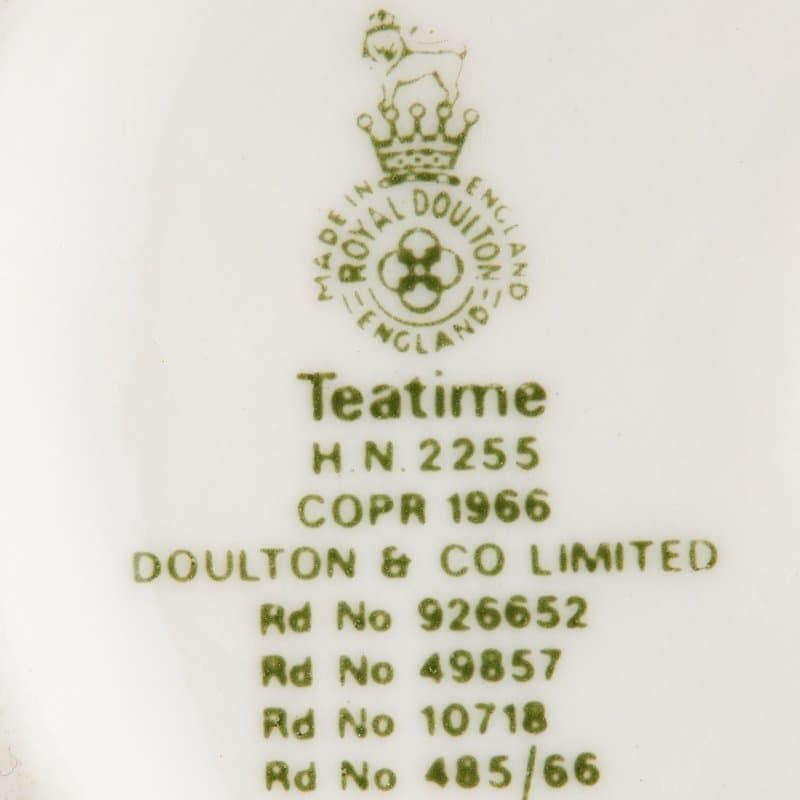 MADE IN ENGLAND
ROYAL DOULTON
ENGLAND
Teatime
H.N. 2255
COPR 1966
DOULTON & CO LIMITED
Rd No 926652
Rd No 49857
Rd No 10718
Rd No 485/66